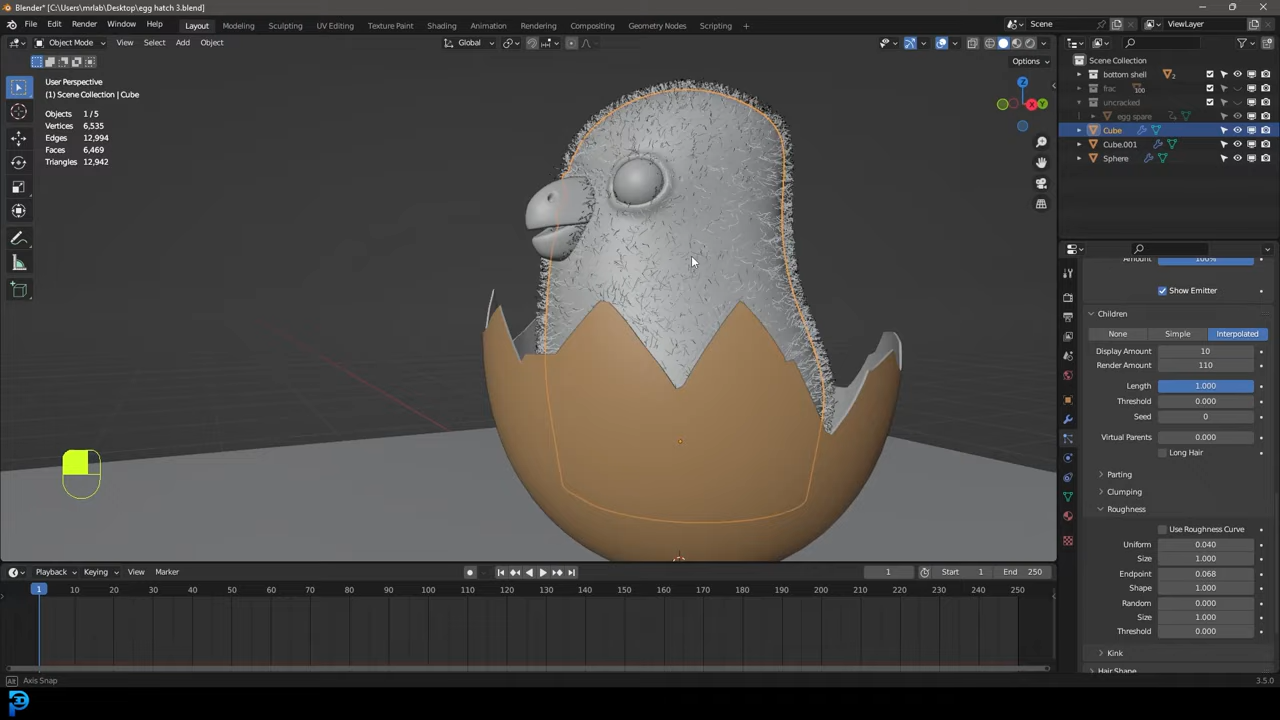 Blender* [C:\Users\mrlab\Desktop\egg hatch 3.blend]
File Edit Render Window Help Layout Modeling Sculpting UV Editing Texture Paint Shading Animation Rendering Compositing Geometry Nodes Scripting + Scene ViewLayer
Object Mode View Select Add Object Global
Options
User Perspective
(1) Scene Collection | Cube
Objects 1/5
Vertices 6,535
Edges 12,994
Faces 6,469
Triangles 12,942
Z
X
Y
Scene Collection
bottom shell 2
frac 100
uncracked
egg spare
Cube
Cube.001
Sphere
Amount 100%
Show Emitter
Children
None Simple Interpolated
Display Amount 10
Render Amount 110
Length 1.000
Threshold 0.000
Seed 0
Virtual Parents 0.000
Long Hair
Parting
Clumping
Roughness
Use Roughness Curve
Uniform 0.040
Size 1.000
Endpoint 0.068
Shape 1.000
Random 0.000
Size 1.000
Threshold 0.000
Kink
Hair Shape
Playback Keying View Marker 1 Start 1 End 250
1 10 20 30 40 50 60 70 80 90 100 110 120 130 140 150 160 170 180 190 200 210 220 230 240 250
Alt Axis Snap 3.5.0